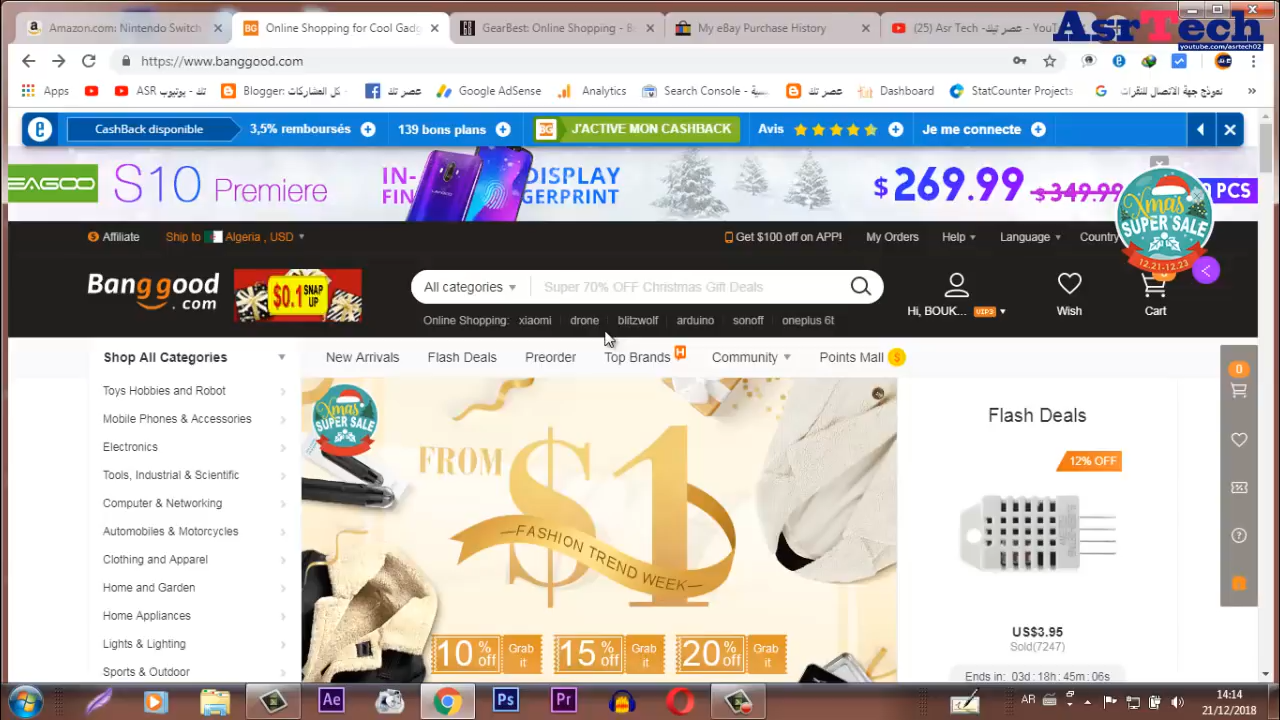 Amazon.com: Nintendo Switch
Online Shopping for Cool Gadg
GearBest: Online Shopping - B
My eBay Purchase History
(25) Asr Tech -عصر تيك - YouT
AsrTech
youtube.com/asrtech02
https://www.banggood.com
Apps
ASR تك - يوتيوب
Blogger: كل المشاركات
عصر تك
Google AdSense
Analytics
Search Console -
عصر تك
Dashboard
StatCounter Projects
نموذج جهة الاتصال للنقرات
»
CashBack disponible
3,5% remboursés
139 bons plans
J'ACTIVE MON CASHBACK
Avis
Je me connecte
EAGOO S10 Premiere
IN-
DISPLAY
FIN
GERPRINT
$269.99
$349.99
PCS
Xmas
SUPER SALE
12.21-12.23
Affiliate
Ship to Algeria , USD
Get $100 off on APP!
My Orders
Help
Language
Country
Banggood
.com
$0.1 SNAP UP
All categories
Super 70% OFF Christmas Gift Deals
Hi, BOUK... VIP3
Wish
Cart
Online Shopping: xiaomi drone blitzwolf arduino sonoff oneplus 6t
Shop All Categories
New Arrivals
Flash Deals
Preorder
Top Brands
H
Community
Points Mall
$
Toys Hobbies and Robot
Mobile Phones & Accessories
Electronics
Tools, Industrial & Scientific
Computer & Networking
Automobiles & Motorcycles
Clothing and Apparel
Home and Garden
Home Appliances
Lights & Lighting
Sports & Outdoor
Xmas
SUPER SALE
FROM $1
—FASHION TREND WEEK—
10% off Grab it
15% off Grab it
20% off Grab it
Flash Deals
12% OFF
US$3.95
Sold(7247)
Ends in: 03d : 18h : 45m : 06s
0
Ae
Ps
Pr
AR
14:14
21/12/2018